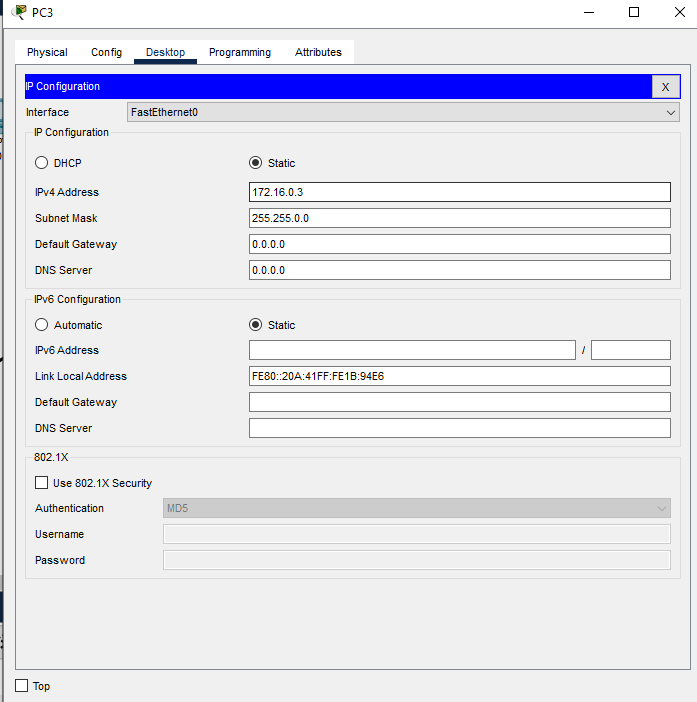 PC3
Physical Config Desktop Programming Attributes
IP Configuration X
Interface FastEthernet0
IP Configuration
DHCP Static
IPv4 Address 172.16.0.3
Subnet Mask 255.255.0.0
Default Gateway 0.0.0.0
DNS Server 0.0.0.0
IPv6 Configuration
Automatic Static
IPv6 Address /
Link Local Address FE80::20A:41FF:FE1B:94E6
Default Gateway
DNS Server
802.1X
Use 802.1X Security
Authentication MD5
Username
Password
Top